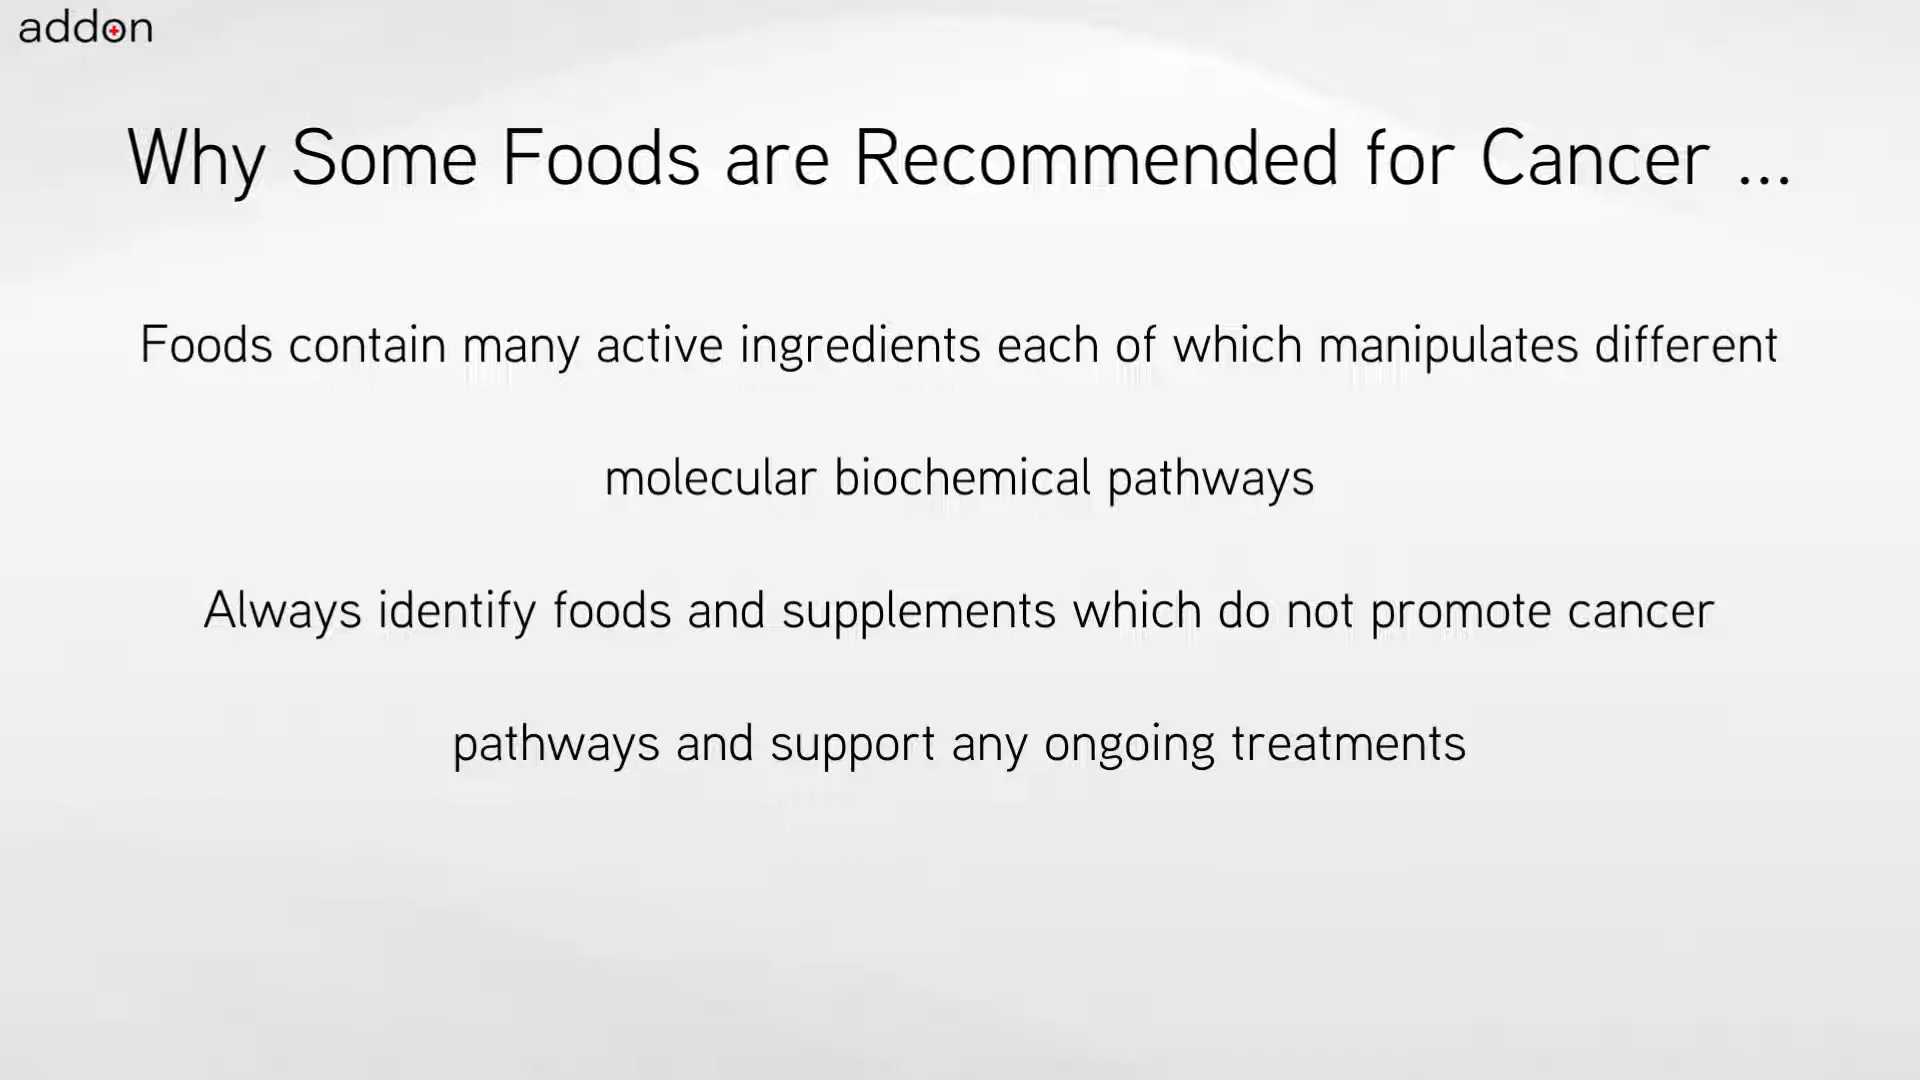 addon
Why Some Foods are Recommended for Cancer ...
Foods contain many active ingredients each of which manipulates different
molecular biochemical pathways
Always identify foods and supplements which do not promote cancer
pathways and support any ongoing treatments